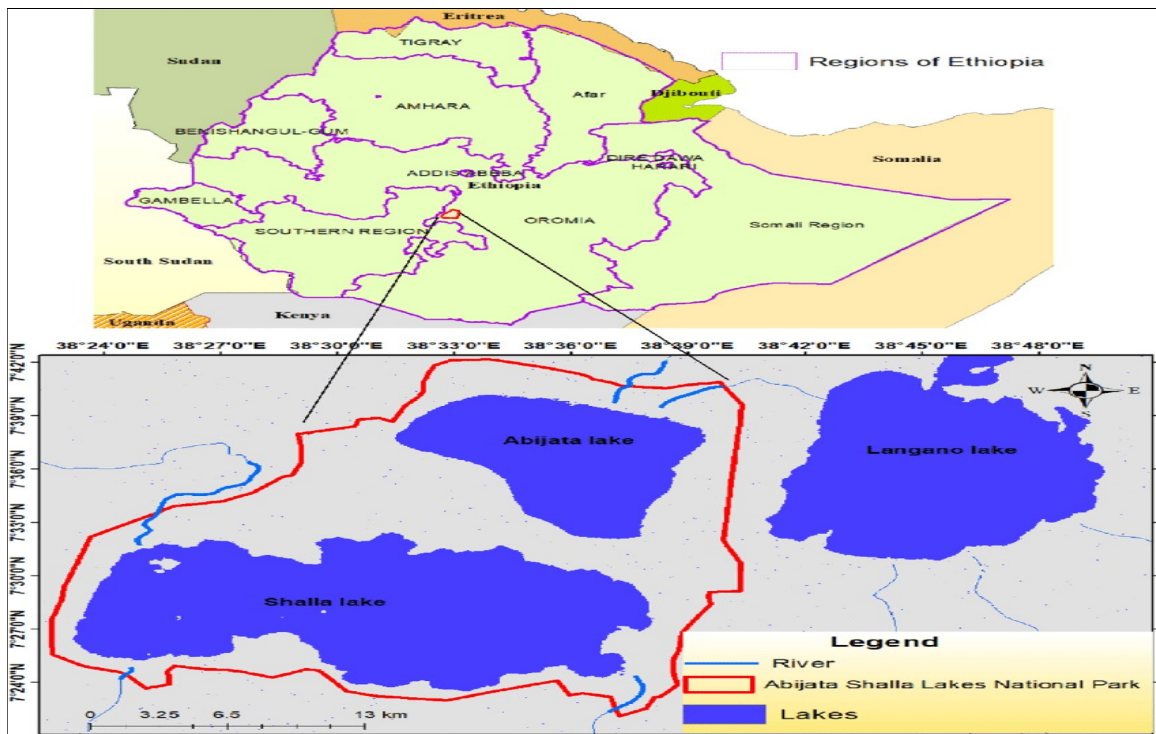 Eritrea
TIGRAY
Sudan
Regions of Ethiopia
Afar
Djibouti
AMHARA
BENISHANGUL-GUM
DIRE DAWA
Somalia
HARARI
ADDIS ABEBA
Ethiopia
GAMBELLA
OROMIA
Somali Region
SOUTHERN REGION
South Sudan
Kenya
Uganda
38°24'0"E 38°27'0"E 38°30'0"E 38°33'0"E 38°36'0"E 38°39'0"E 38°42'0"E 38°45'0"E 38°48'0"E
7°42'0"N
7°39'0"N
7°36'0"N
7°33'0"N
7°30'0"N
7°27'0"N
7°24'0"N
N
W E
S
Abijata lake
Langano lake
Shalla lake
Legend
River
Abijata Shalla Lakes National Park
Lakes
0 3.25 6.5 13 km